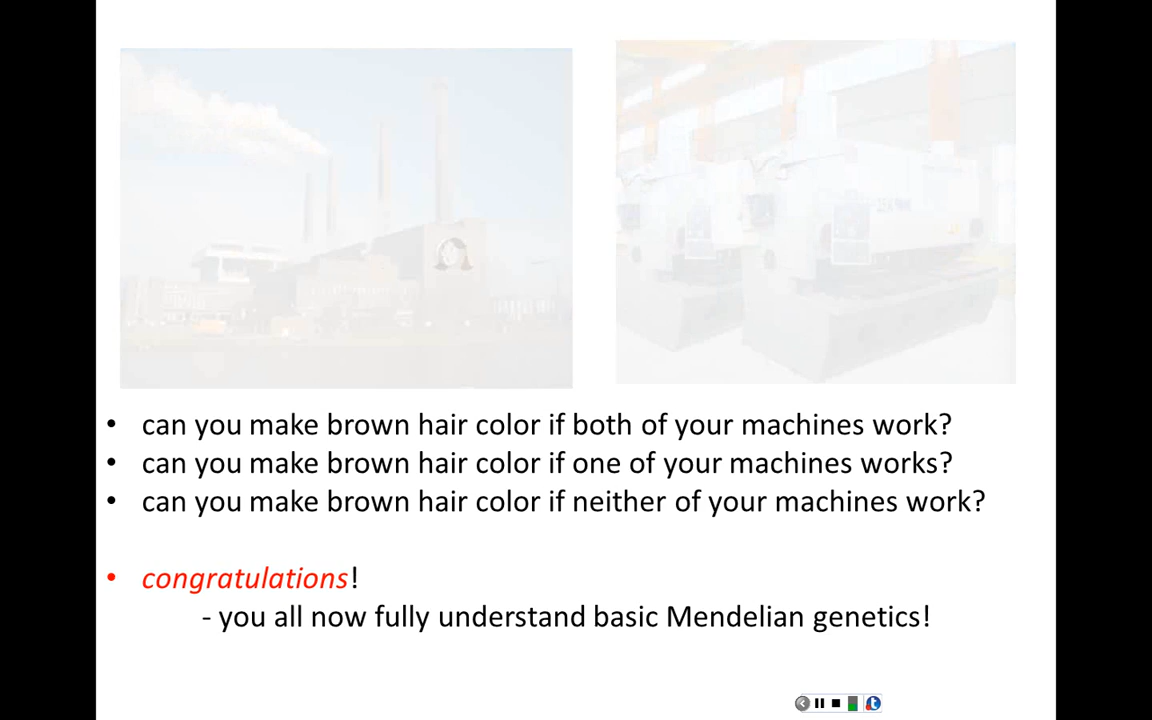 • can you make brown hair color if both of your machines work?
• can you make brown hair color if one of your machines works?
• can you make brown hair color if neither of your machines work?
• congratulations!
- you all now fully understand basic Mendelian genetics!